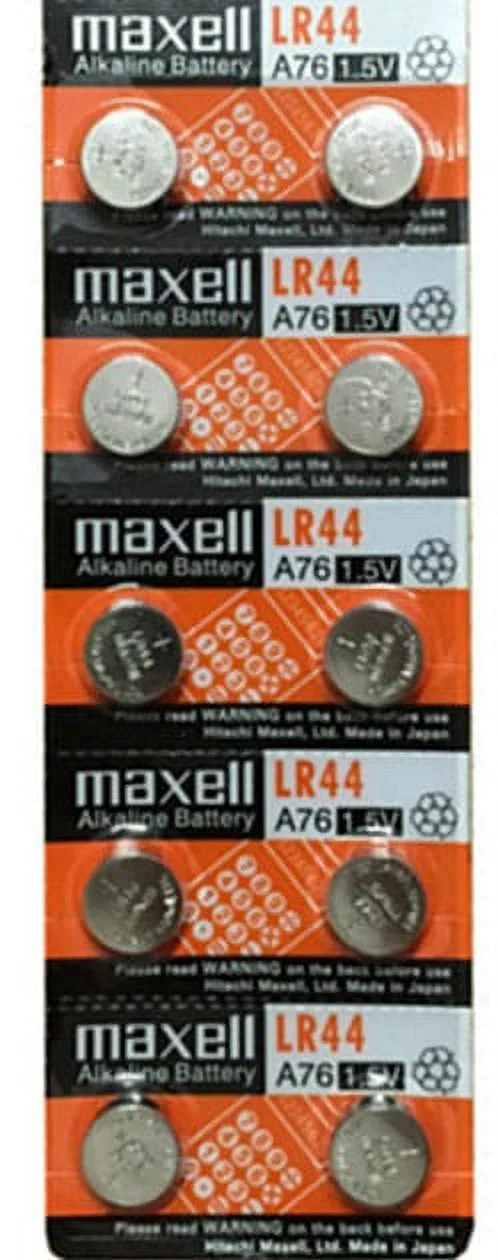 maxell LR44
Alkaline Battery A76 1.5V
Please read WARNING on the back before use
Hitachi Maxell, Ltd. Made in Japan
maxell LR44
Alkaline Battery A76 1.5V
Please read WARNING on the back before use
Hitachi Maxell, Ltd. Made in Japan
maxell LR44
Alkaline Battery A76 1.5V
Please read WARNING on the back before use
Hitachi Maxell, Ltd. Made in Japan
maxell LR44
Alkaline Battery A76 1.5V
Please read WARNING on the back before use
Hitachi Maxell, Ltd. Made in Japan
maxell LR44
Alkaline Battery A76 1.5V
Please read WARNING on the back before use
Hitachi Maxell, Ltd. Made in Japan